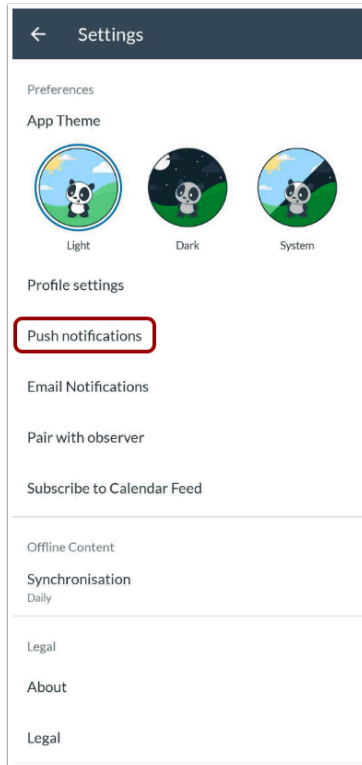 Settings
Preferences
App Theme
Light Dark System
Profile settings
Push notifications
Email Notifications
Pair with observer
Subscribe to Calendar Feed
Offline Content
Synchronisation
Daily
Legal
About
Legal